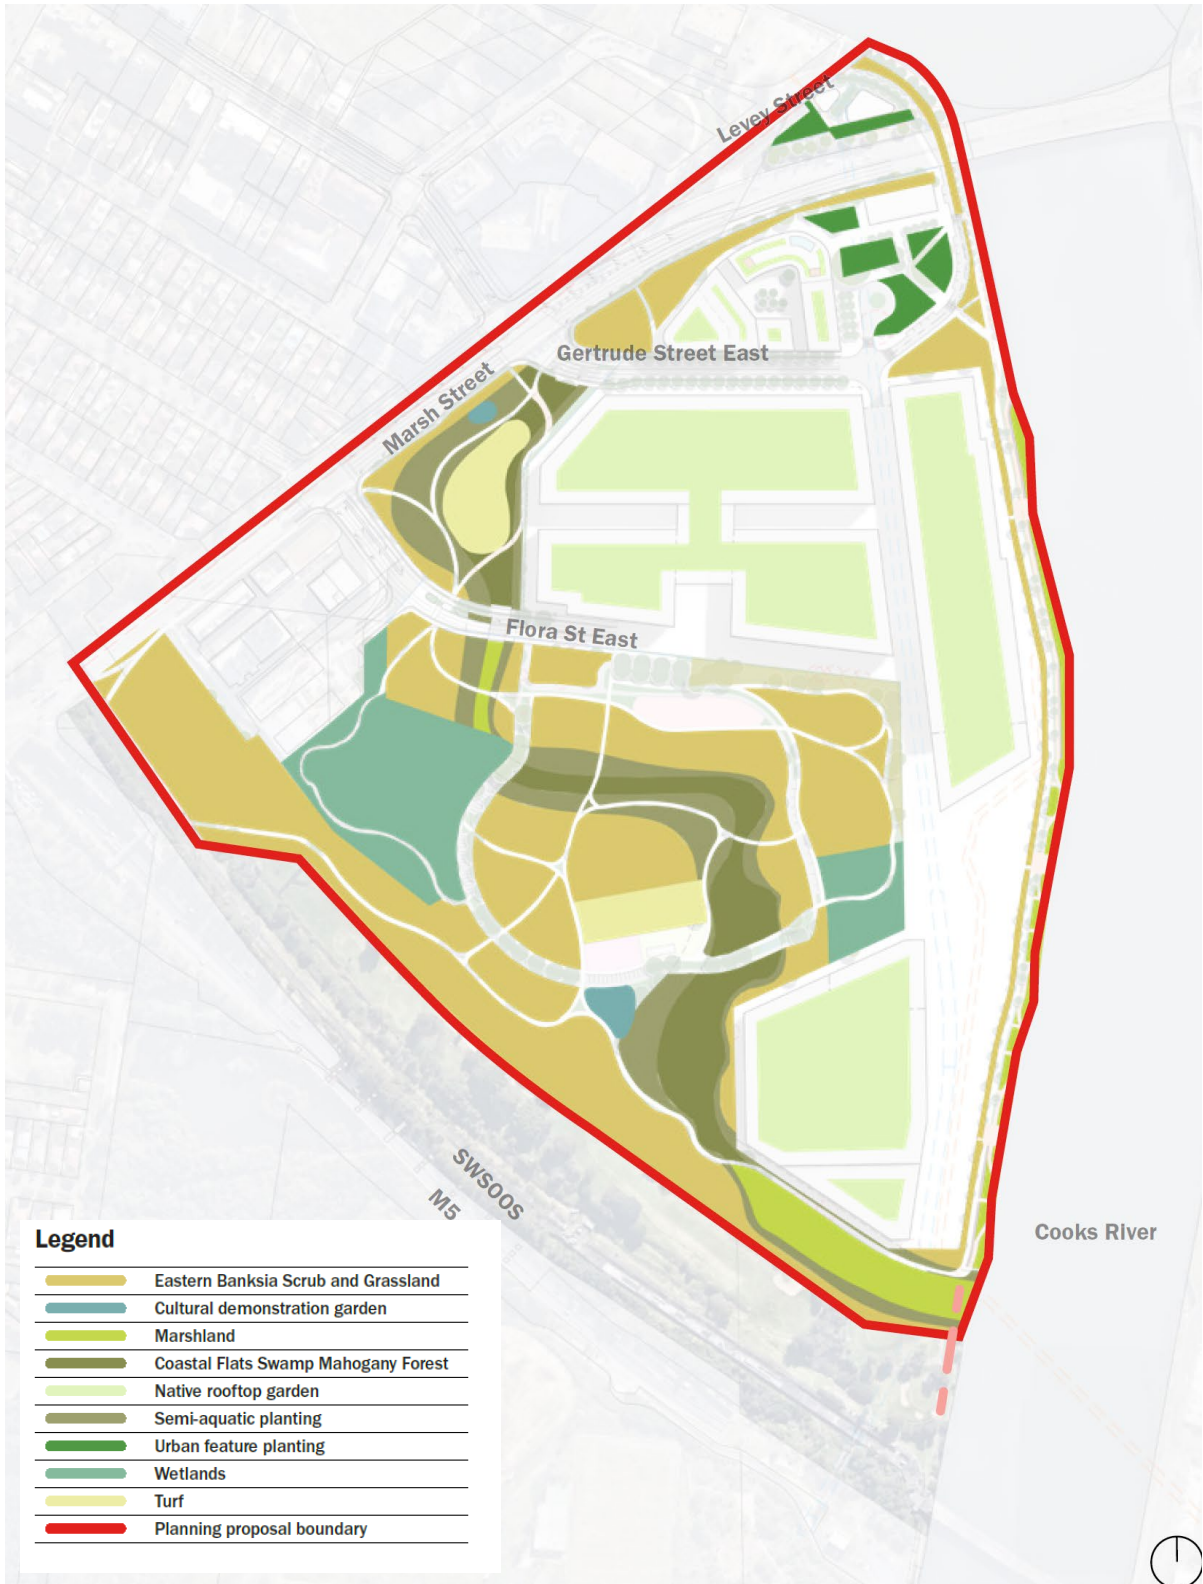 Levey Street
Gertrude Street East
Marsh Street
Flora St East
SWSOOS
M5
Cooks River
Legend
Eastern Banksia Scrub and Grassland
Cultural demonstration garden
Marshland
Coastal Flats Swamp Mahogany Forest
Native rooftop garden
Semi-aquatic planting
Urban feature planting
Wetlands
Turf
Planning proposal boundary